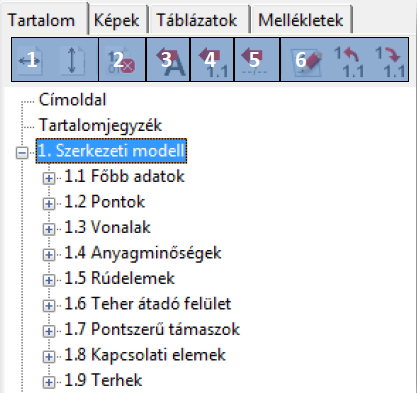 Tartalom Képek Táblázatok Mellékletek
1 2 3 A 4 1.1 5 6 1 1.1 1 1.1
Címoldal
Tartalomjegyzék
1. Szerkezeti modell
1.1 Főbb adatok
1.2 Pontok
1.3 Vonalak
1.4 Anyagminőségek
1.5 Rúdelemek
1.6 Teher átadó felület
1.7 Pontszerű támaszok
1.8 Kapcsolati elemek
1.9 Terhek